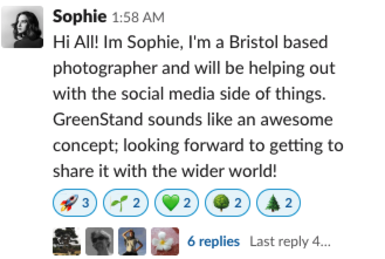 Sophie 1:58 AM
Hi All! Im Sophie, I'm a Bristol based
photographer and will be helping out
with the social media side of things.
GreenStand sounds like an awesome
concept; looking forward to getting to
share it with the wider world!
🚀 3 🌱 2 💚 2 🌳 2 🌲 2
6 replies Last reply 4...